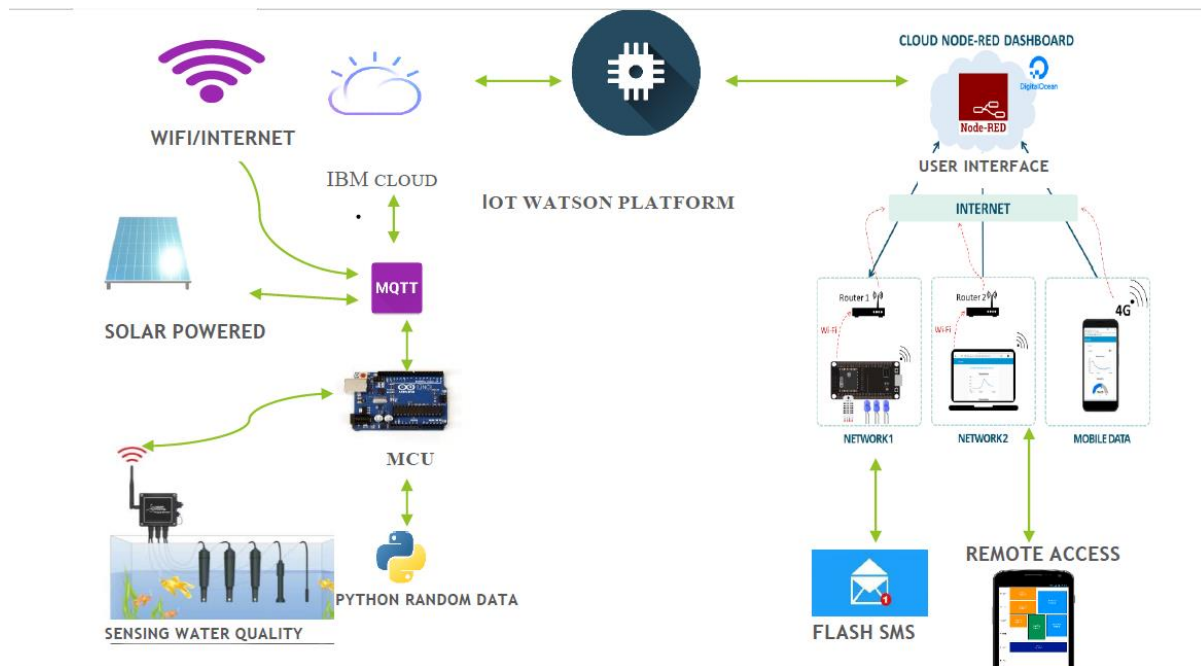 CLOUD NODE-RED DASHBOARD
DigitalOcean
Node-RED
WIFI/INTERNET
USER INTERFACE
IBM CLOUD
IOT WATSON PLATFORM
INTERNET
MQTT
SOLAR POWERED
Router 1
Router 2
4G
Wi-Fi
Wi-Fi
NETWORK1
NETWORK2
MOBILE DATA
MCU
1
REMOTE ACCESS
PYTHON RANDOM DATA
SENSING WATER QUALITY
FLASH SMS